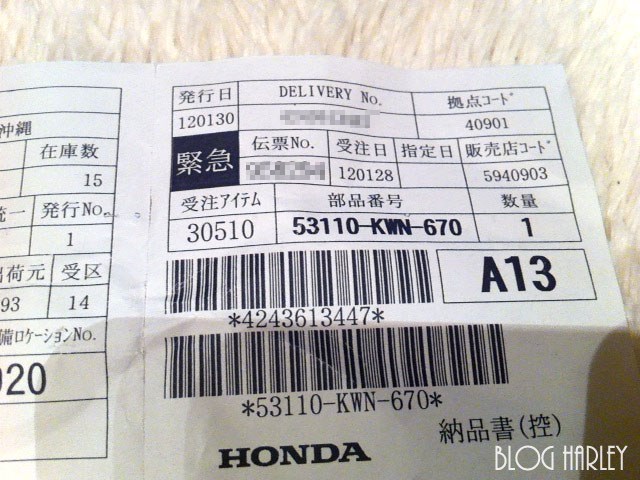 発行日 DELIVERY No. 拠点ｺｰﾄﾞ
120130 40901
緊急 伝票No. 受注日 指定日 販売店ｺｰﾄﾞ
120128 5940903
受注ｱｲﾃﾑ 部品番号 数量
30510 53110-KWN-670 1
A13
*4243613447*
*53110-KWN-670*
納品書(控)
HONDA
沖縄
在庫数
15
発行No.
1
荷元 受区
93 14
備ﾛｹｰｼｮﾝNo.
020
BLOG HARLEY